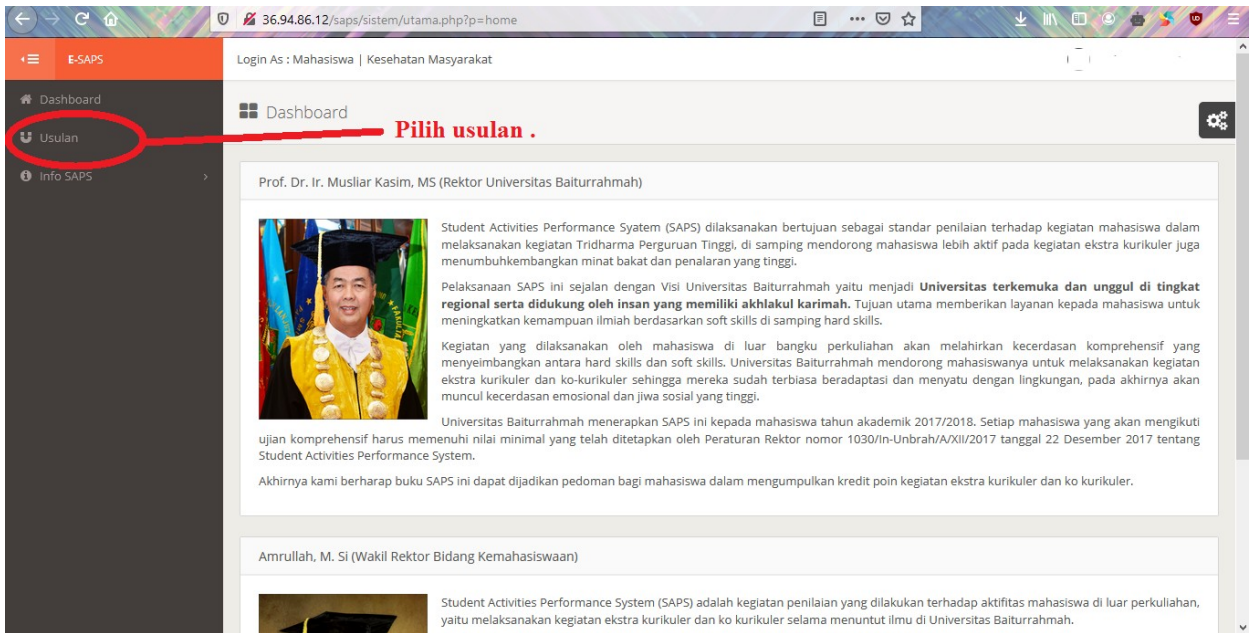 36.94.86.12/saps/sistem/utama.php?p=home
E-SAPS
Login As : Mahasiswa | Kesehatan Masyarakat
Dashboard
Usulan
Info SAPS
Dashboard
Pilih usulan .
Prof. Dr. Ir. Musliar Kasim, MS (Rektor Universitas Baiturrahmah)
Student Activities Performance Syatem (SAPS) dilaksanakan bertujuan sebagai standar penilaian terhadap kegiatan mahasiswa dalam
melaksanakan kegiatan Tridharma Perguruan Tinggi, di samping mendorong mahasiswa lebih aktif pada kegiatan ekstra kurikuler juga
menumbuhkembangkan minat bakat dan penalaran yang tinggi.
Pelaksanaan SAPS ini sejalan dengan Visi Universitas Baiturrahmah yaitu menjadi Universitas terkemuka dan unggul di tingkat
regional serta didukung oleh insan yang memiliki akhlakul karimah. Tujuan utama memberikan layanan kepada mahasiswa untuk
meningkatkan kemampuan ilmiah berdasarkan soft skills di samping hard skills.
Kegiatan yang dilaksanakan oleh mahasiswa di luar bangku perkuliahan akan melahirkan kecerdasan komprehensif yang
menyeimbangkan antara hard skills dan soft skills. Universitas Baiturrahmah mendorong mahasiswanya untuk melaksanakan kegiatan
ekstra kurikuler dan ko-kurikuler sehingga mereka sudah terbiasa beradaptasi dan menyatu dengan lingkungan, pada akhirnya akan
muncul kecerdasan emosional dan jiwa sosial yang tinggi.
Universitas Baiturrahmah menerapkan SAPS ini kepada mahasiswa tahun akademik 2017/2018. Setiap mahasiswa yang akan mengikuti
ujian komprehensif harus memenuhi nilai minimal yang telah ditetapkan oleh Peraturan Rektor nomor 1030/In-Unbrah/A/XII/2017 tanggal 22 Desember 2017 tentang
Student Activities Performance System.
Akhirnya kami berharap buku SAPS ini dapat dijadikan pedoman bagi mahasiswa dalam mengumpulkan kredit poin kegiatan ekstra kurikuler dan ko kurikuler.
Amrullah, M. Si (Wakil Rektor Bidang Kemahasiswaan)
Student Activities Performance System (SAPS) adalah kegiatan penilaian yang dilakukan terhadap aktifitas mahasiswa di luar perkuliahan,
yaitu melaksanakan kegiatan ekstra kurikuler dan ko kurikuler selama menuntut ilmu di Universitas Baiturrahmah.